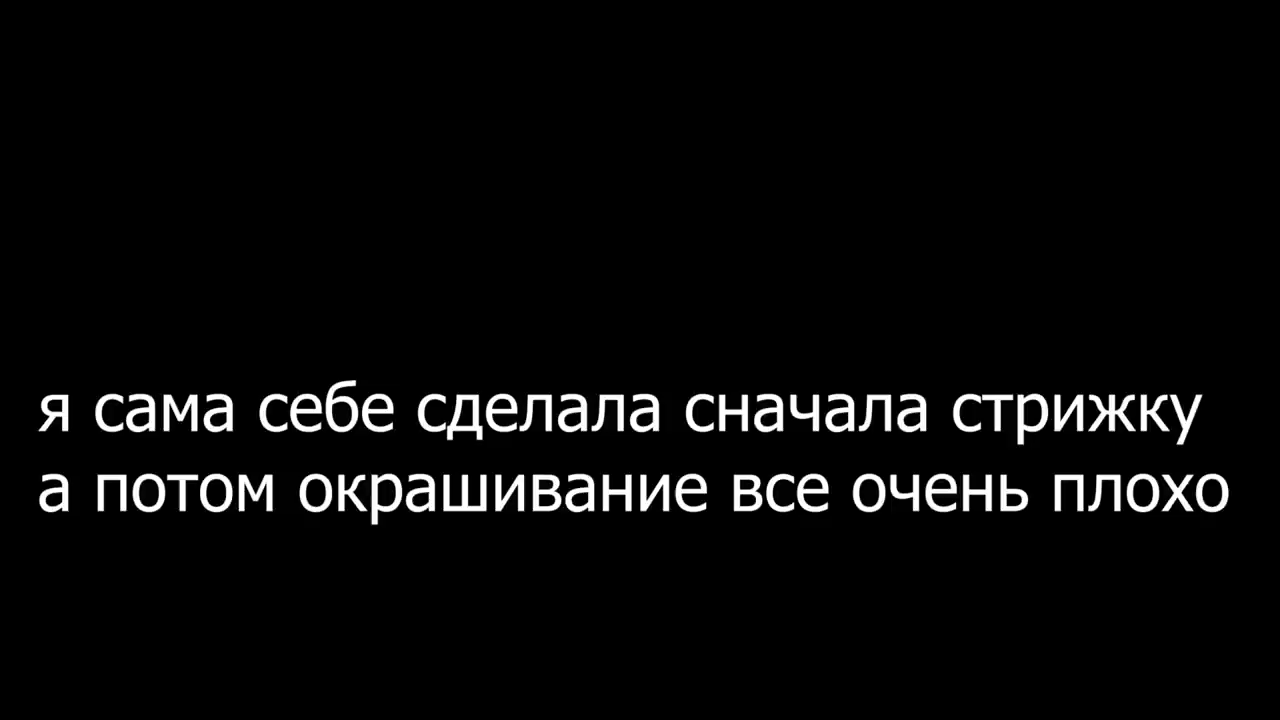 я сама себе сделала сначала стрижку
а потом окрашивание все очень плохо